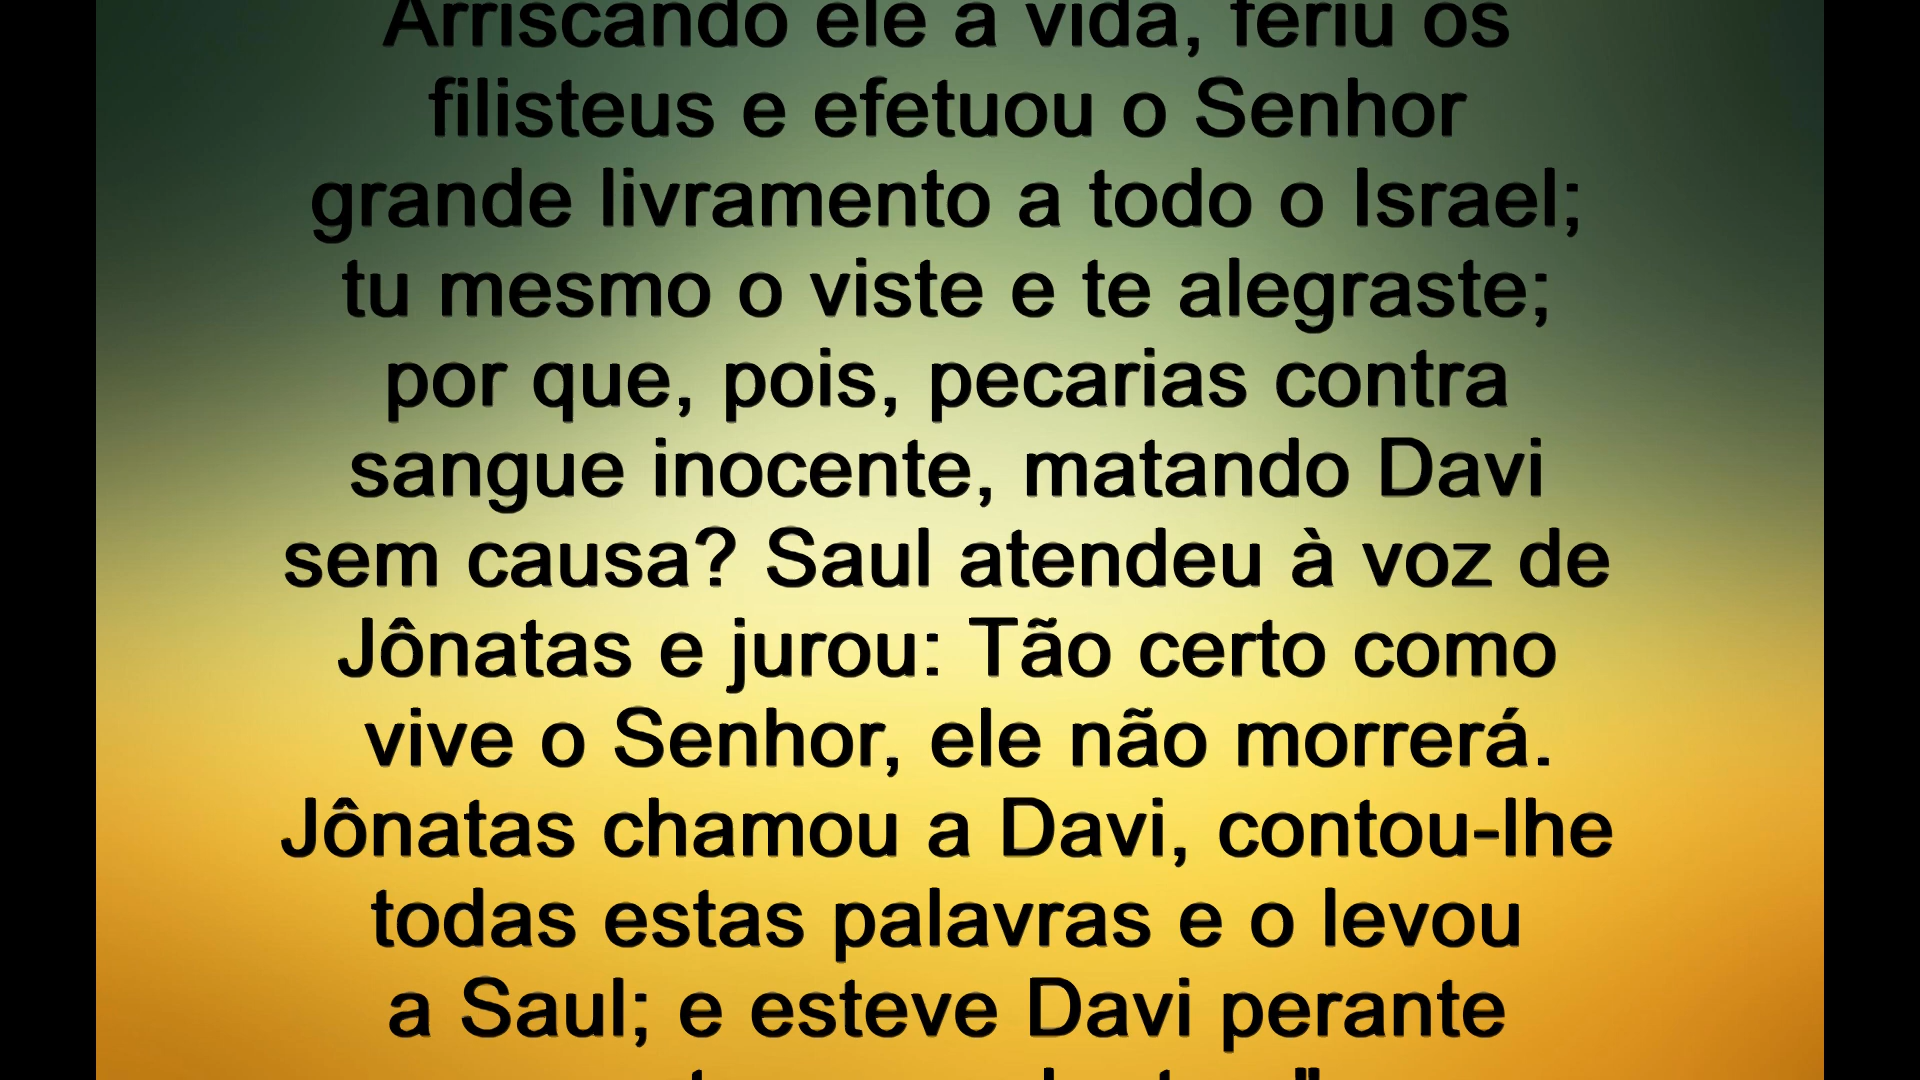 Arriscando ele a vida, feriu os
filisteus e efetuou o Senhor
grande livramento a todo o Israel;
tu mesmo o viste e te alegraste;
por que, pois, pecarias contra
sangue inocente, matando Davi
sem causa? Saul atendeu à voz de
Jônatas e jurou: Tão certo como
vive o Senhor, ele não morrerá.
Jônatas chamou a Davi, contou-lhe
todas estas palavras e o levou
a Saul; e esteve Davi perante